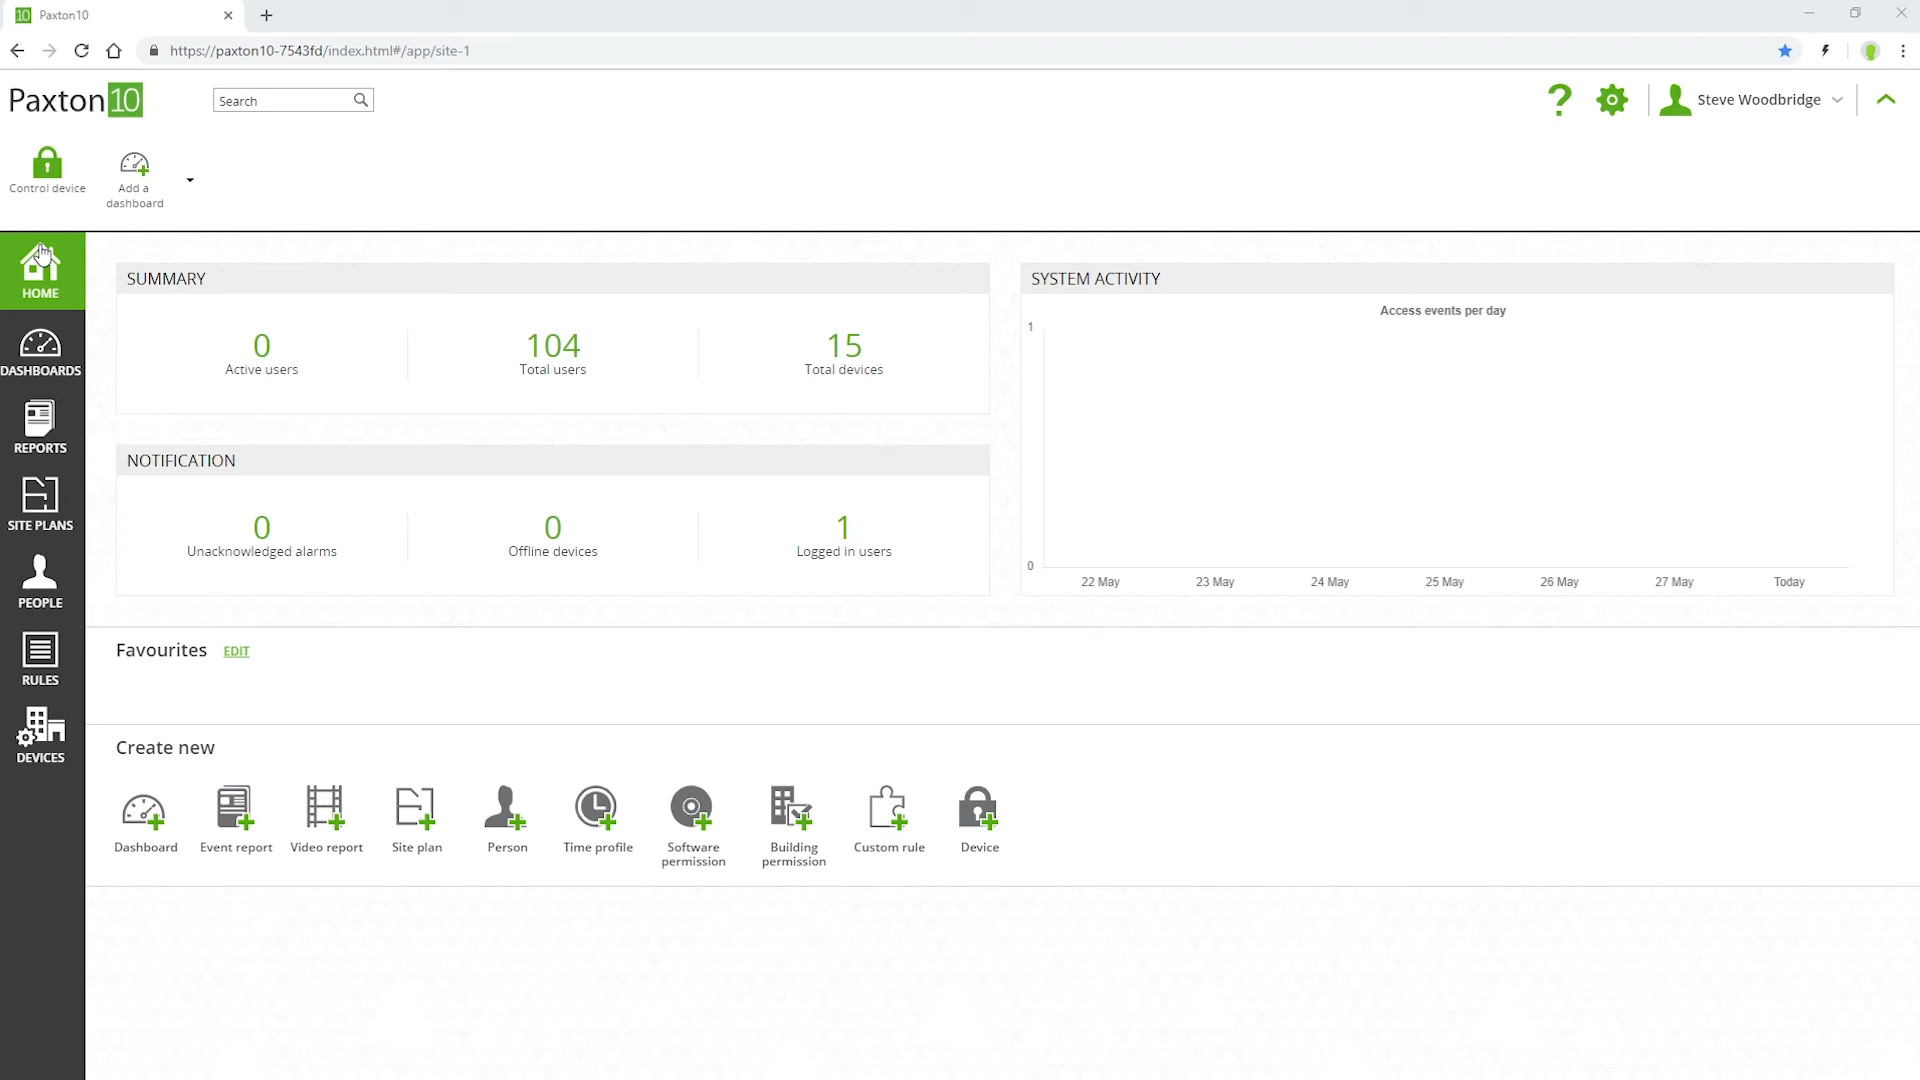 Paxton10
https://paxton10-7543fd/index.html#/app/site-1
Paxton 10
Search
Steve Woodbridge
Control device
Add a
dashboard
HOME
DASHBOARDS
REPORTS
SITE PLANS
PEOPLE
RULES
DEVICES
SUMMARY
0
Active users
104
Total users
15
Total devices
NOTIFICATION
0
Unacknowledged alarms
0
Offline devices
1
Logged in users
SYSTEM ACTIVITY
Access events per day
1
0
22 May 23 May 24 May 25 May 26 May 27 May Today
Favourites EDIT
Create new
Dashboard
Event report
Video report
Site plan
Person
Time profile
Software
permission
Building
permission
Custom rule
Device